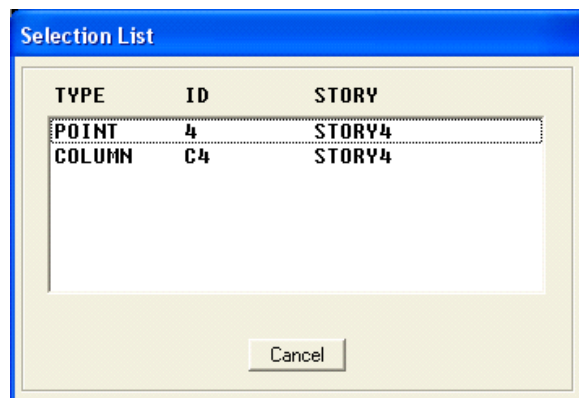 Selection List
TYPE ID STORY
POINT 4 STORY4
COLUMN C4 STORY4
Cancel